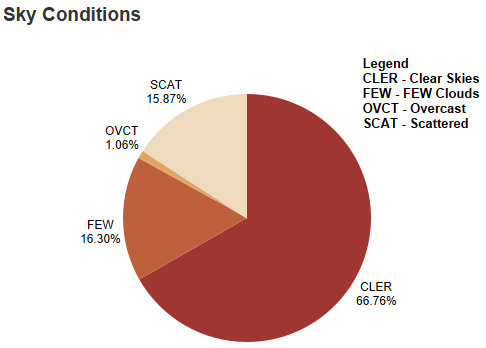 Sky Conditions
Legend
CLER - Clear Skies
FEW - FEW Clouds
OVCT - Overcast
SCAT - Scattered
SCAT
15.87%
OVCT
1.06%
FEW
16.30%
CLER
66.76%